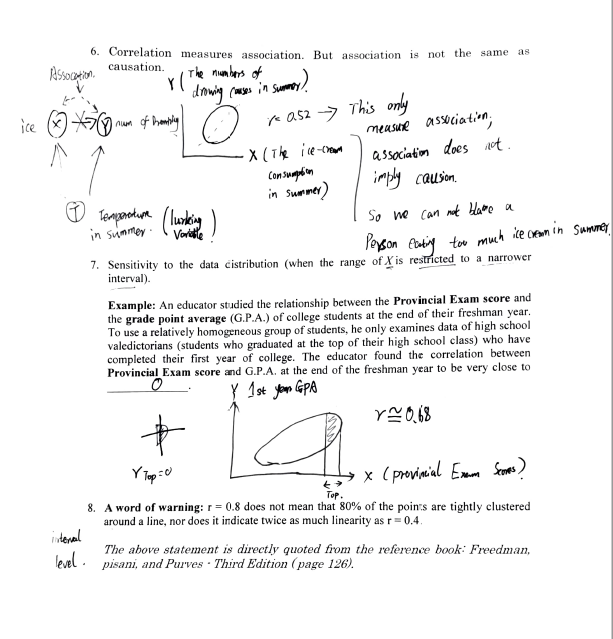 6. Correlation measures association. But association is not the same as
causation.
Association.
Y (The numbers of
drowing causes in summer).
ice X Y num of
r = 0.52 → This only
measure association;
association does not.
imply causion.
X (The ice-cream
consumption
in summer)
T Temperature
in summer. (lurking
variable)
So we can not blame a
Person eating too much ice cream in summer
7. Sensitivity to the data distribution (when the range of X is restricted to a narrower
interval).
Example: An educator studied the relationship between the Provincial Exam score and
the grade point average (G.P.A.) of college students at the end of their freshman year.
To use a relatively homogeneous group of students, he only examines data of high school
valedictorians (students who graduated at the top of their high school class) who have
completed their first year of college. The educator found the correlation between
Provincial Exam score and G.P.A. at the end of the freshman year to be very close to
0
Y 1st year GPA
r ≅ 0.68
r Top = 0
X (provincial Exam Scores)
Top.
8. A word of warning: r = 0.8 does not mean that 80% of the points are tightly clustered
around a line, nor does it indicate twice as much linearity as r = 0.4.
interval
level.
The above statement is directly quoted from the reference book: Freedman,
pisani, and Purves - Third Edition (page 126).